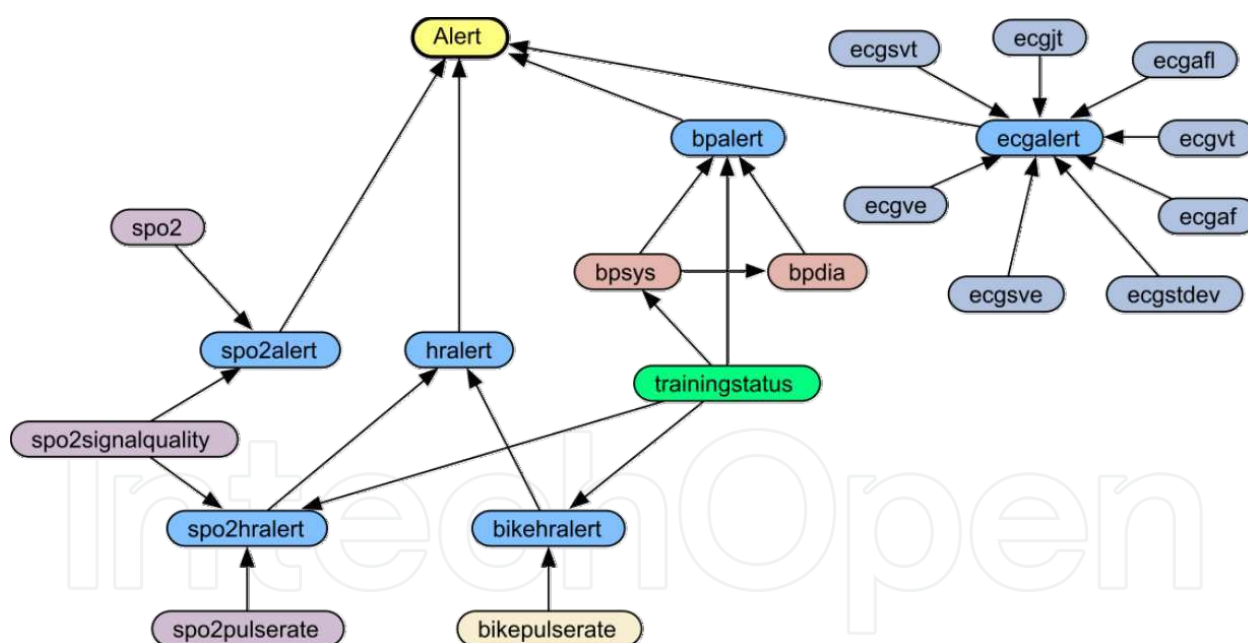 Alert
ecgsvt
ecgjt
ecgafl
bpalert
ecgalert
ecgvt
ecgve
ecgaf
spo2
bpsys
bpdia
ecgsve
ecgstdev
spo2alert
hralert
trainingstatus
spo2signalquality
spo2hralert
bikehralert
IntechOpen
spo2pulserate
bikepulserate